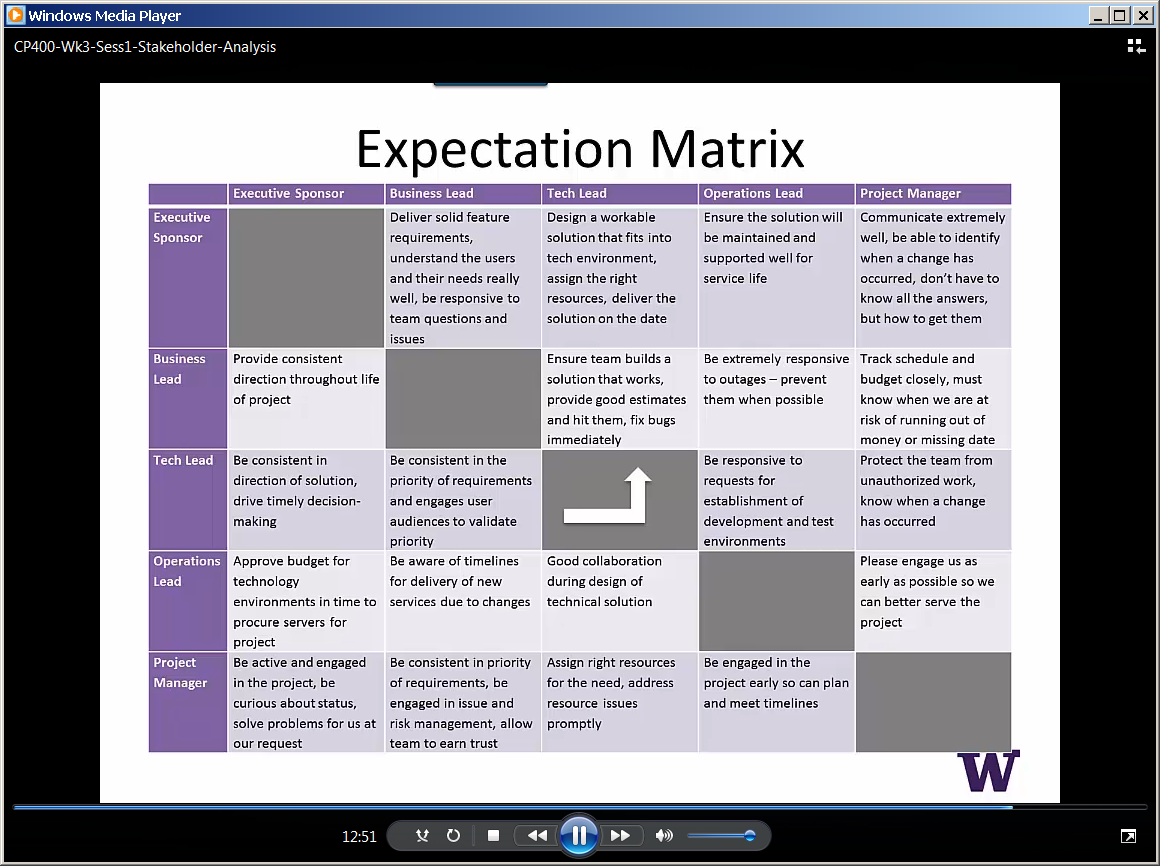 Windows Media Player
CP400-Wk3-Sess1-Stakeholder-Analysis
Expectation Matrix
Executive Sponsor
Business Lead
Tech Lead
Operations Lead
Project Manager
Executive
Sponsor
Deliver solid feature
requirements,
understand the users
and their needs really
well, be responsive to
team questions and
issues
Design a workable
solution that fits into
tech environment,
assign the right
resources, deliver the
solution on the date
Ensure the solution will
be maintained and
supported well for
service life
Communicate extremely
well, be able to identify
when a change has
occurred, don't have to
know all the answers,
but how to get them
Business
Lead
Provide consistent
direction throughout life
of project
Ensure team builds a
solution that works,
provide good estimates
and hit them, fix bugs
immediately
Be extremely responsive
to outages – prevent
them when possible
Track schedule and
budget closely, must
know when we are at
risk of running out of
money or missing date
Tech Lead
Be consistent in
direction of solution,
drive timely decision-
making
Be consistent in the
priority of requirements
and engages user
audiences to validate
priority
Be responsive to
requests for
establishment of
development and test
environments
Protect the team from
unauthorized work,
know when a change
has occurred
Operations
Lead
Approve budget for
technology
environments in time to
procure servers for
project
Be aware of timelines
for delivery of new
services due to changes
Good collaboration
during design of
technical solution
Please engage us as
early as possible so we
can better serve the
project
Project
Manager
Be active and engaged
in the project, be
curious about status,
solve problems for us at
our request
Be consistent in priority
of requirements, be
engaged in issue and
risk management, allow
team to earn trust
Assign right resources
for the need, address
resource issues
promptly
Be engaged in the
project early so can plan
and meet timelines
W
12:51